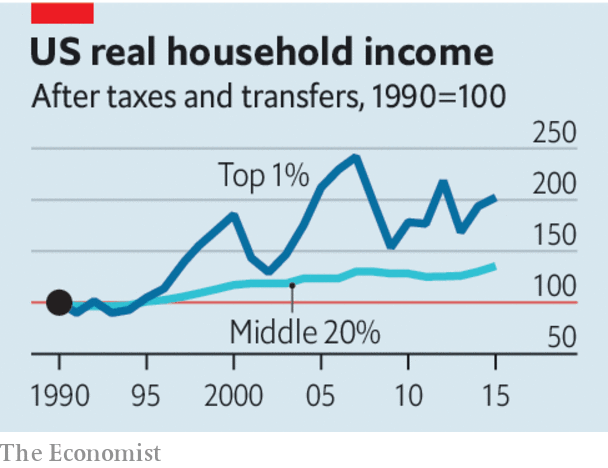 US real household income
After taxes and transfers, 1990=100
250
Top 1%
200
150
100
Middle 20%
50
1990 95 2000 05 10 15
The Economist